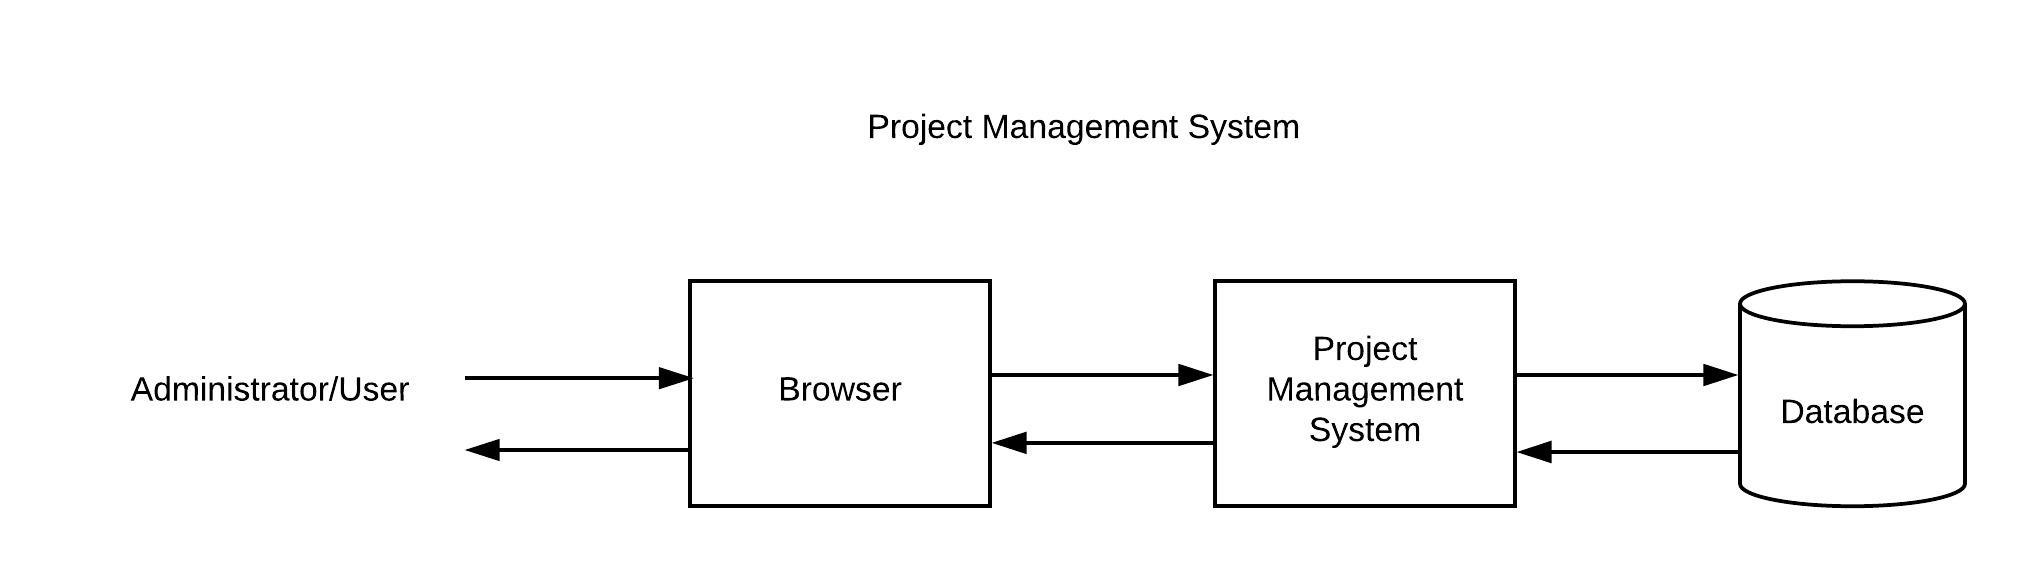 Project Management System
Administrator/User
Browser
Project
Management
System
Database